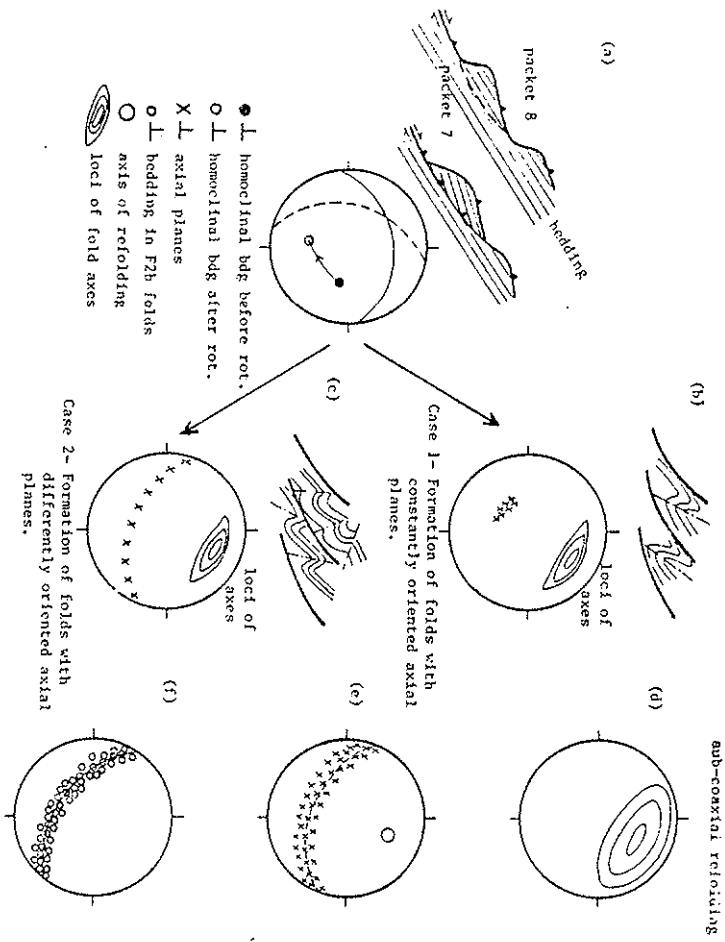 (a)
packet 8
packet 7
bedding
● ⊥ homoclinal bdg before rot.
o ⊥ homoclinal bdg after rot.
X ⊥ axial planes
o ⊥ bedding in F2b folds
○ axis of refolding
loci of fold axes
(b)
loci of
axes
Case 1- Formation of folds with
constantly oriented axial
planes.
(c)
loci of
axes
Case 2- Formation of folds with
differently oriented axial
planes.
sub-coaxial refolding
(d)
(e)
(f)